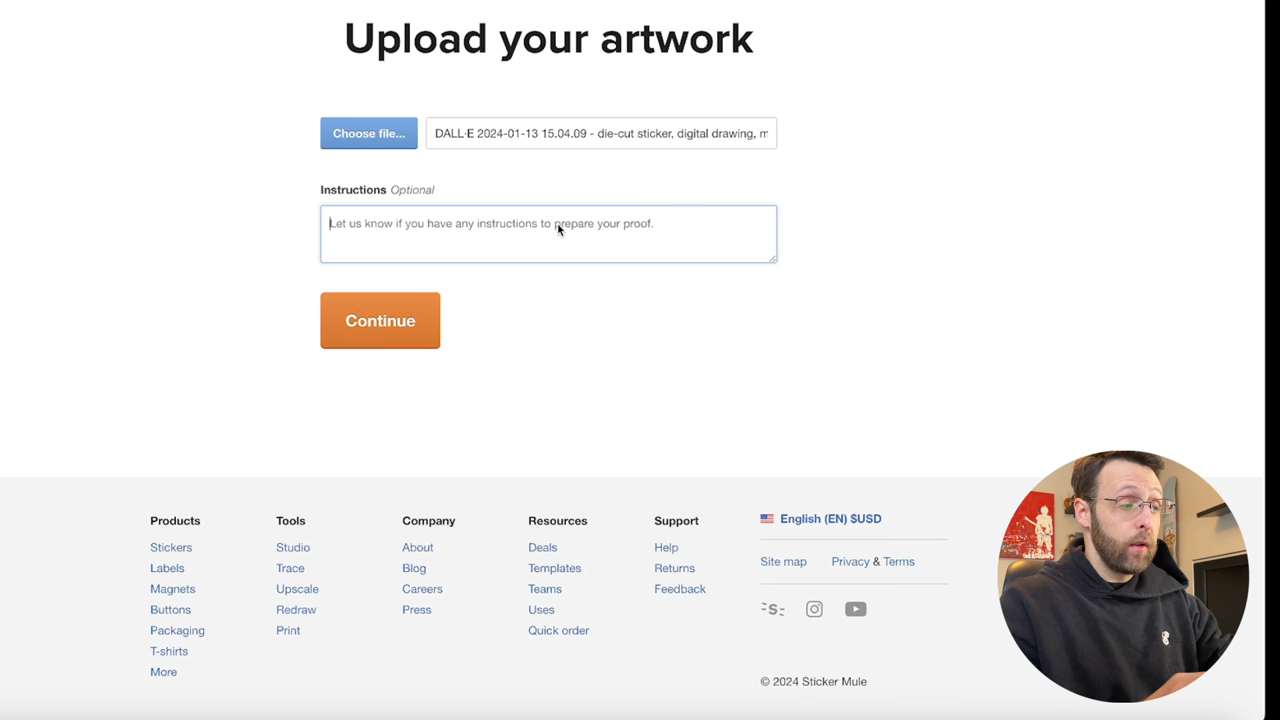 Upload your artwork
Choose file...
DALL·E 2024-01-13 15.04.09 - die-cut sticker, digital drawing, m
Instructions Optional
Let us know if you have any instructions to prepare your proof.
Continue
Products
Stickers
Labels
Magnets
Buttons
Packaging
T-shirts
More
Tools
Studio
Trace
Upscale
Redraw
Print
Company
About
Blog
Careers
Press
Resources
Deals
Templates
Teams
Uses
Quick order
Support
Help
Returns
Feedback
English (EN) $USD
Site map
Privacy & Terms
S
© 2024 Sticker Mule